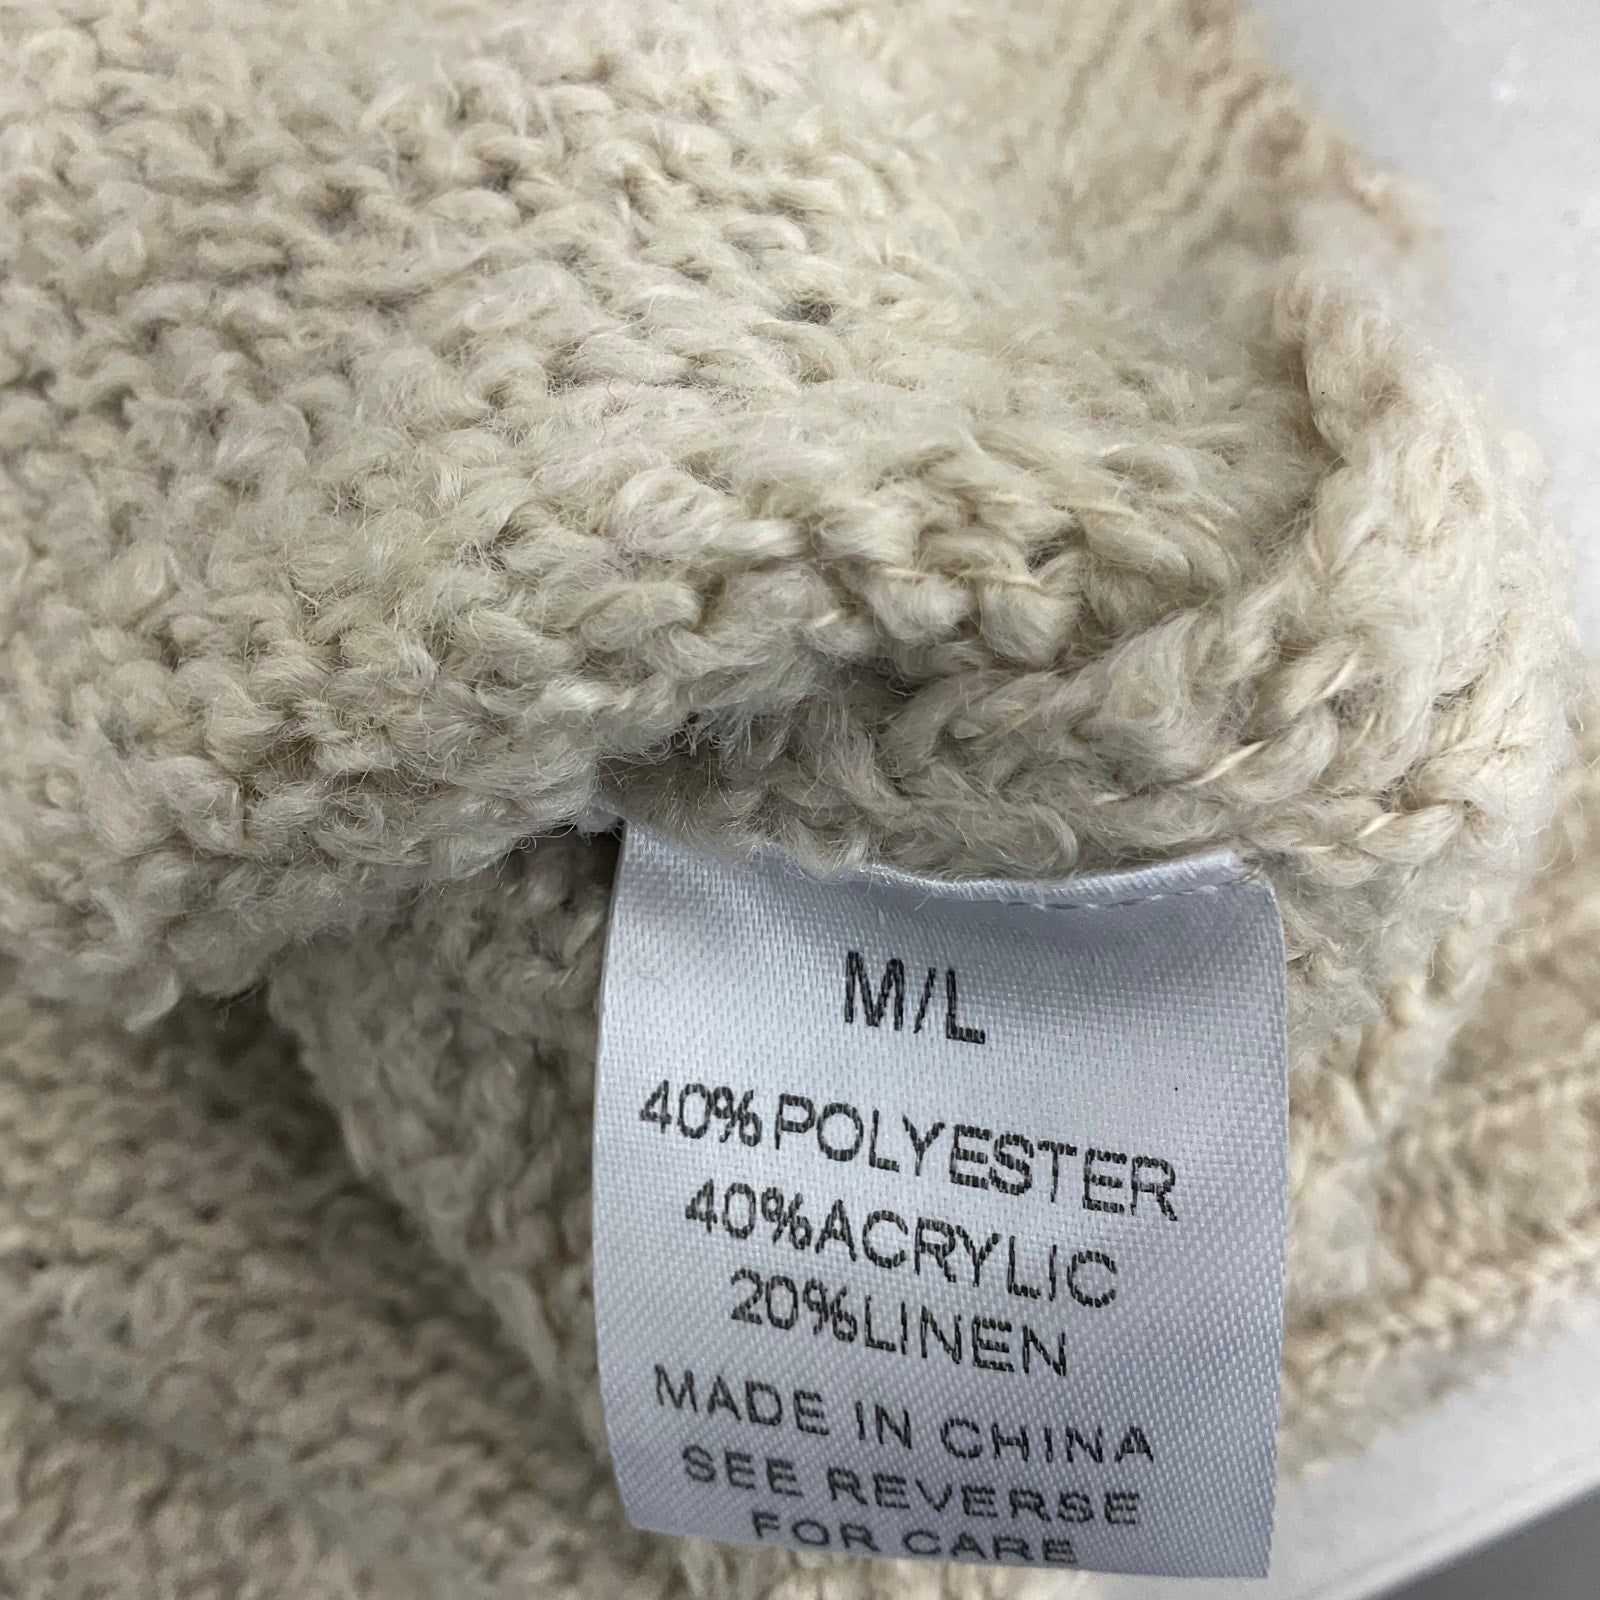 M/L
40%POLYESTER
40%ACRYLIC
20%LINEN
MADE IN CHINA
SEE REVERSE
FOR CARE